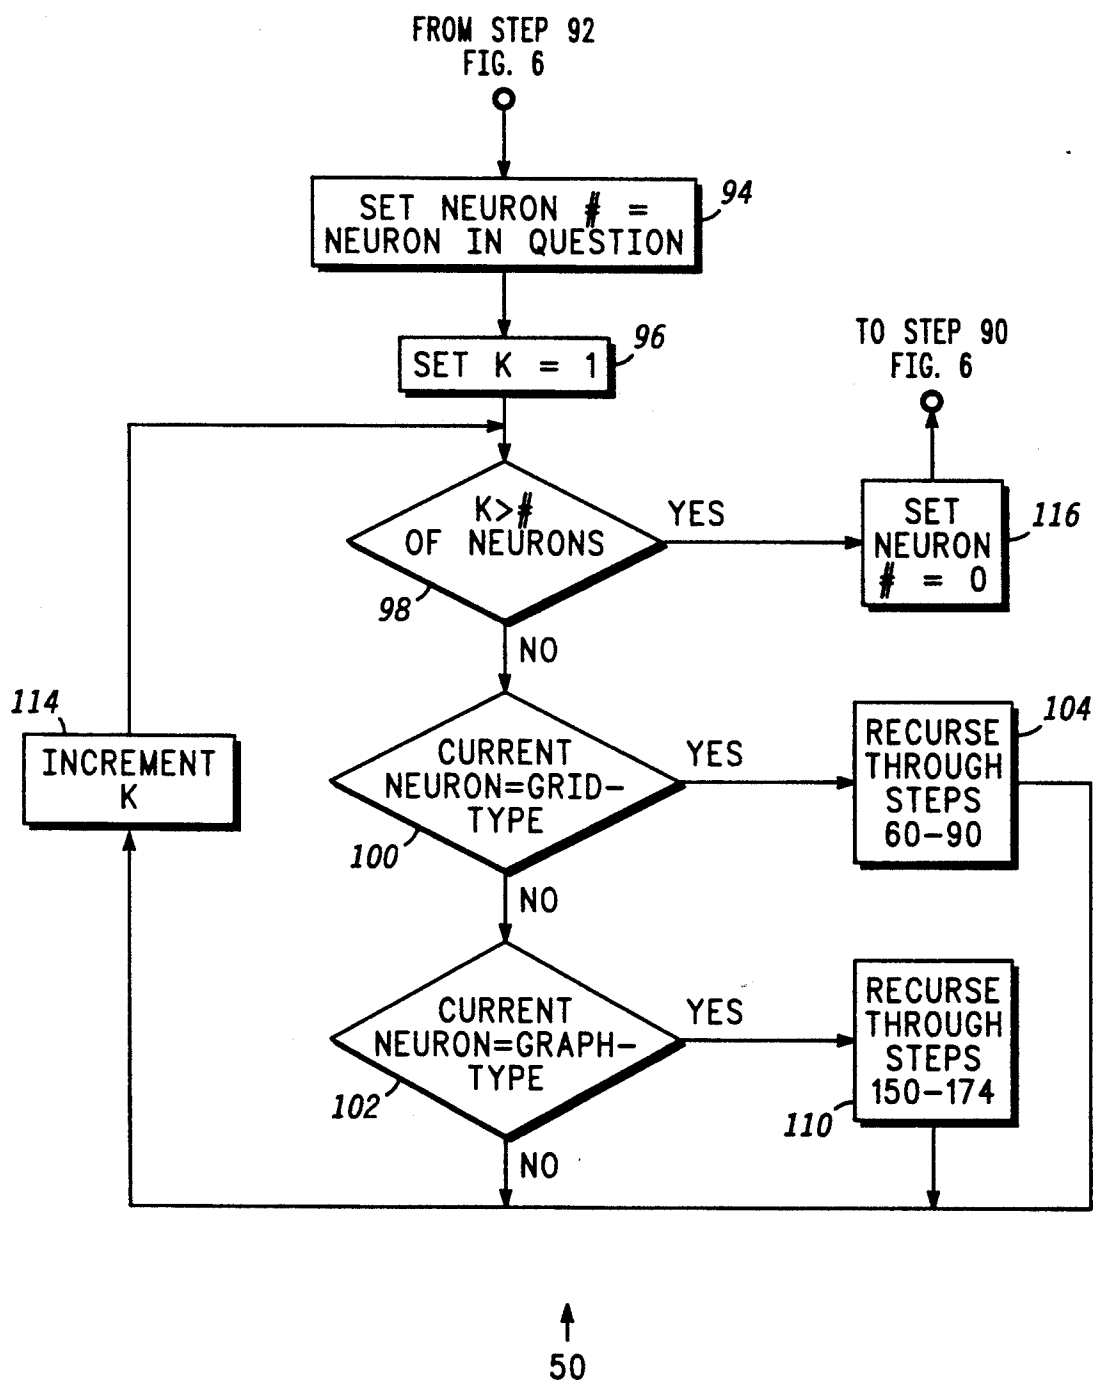 FROM STEP 92
FIG. 6
SET NEURON # =
NEURON IN QUESTION
94
SET K = 1
96
TO STEP 90
FIG. 6
K>#
OF NEURONS
98
YES
SET
NEURON
# = 0
116
NO
114
INCREMENT
K
CURRENT
NEURON=GRID-
TYPE
100
YES
RECURSE
THROUGH
STEPS
60-90
104
NO
CURRENT
NEURON=GRAPH-
TYPE
102
YES
RECURSE
THROUGH
STEPS
150-174
110
NO
50